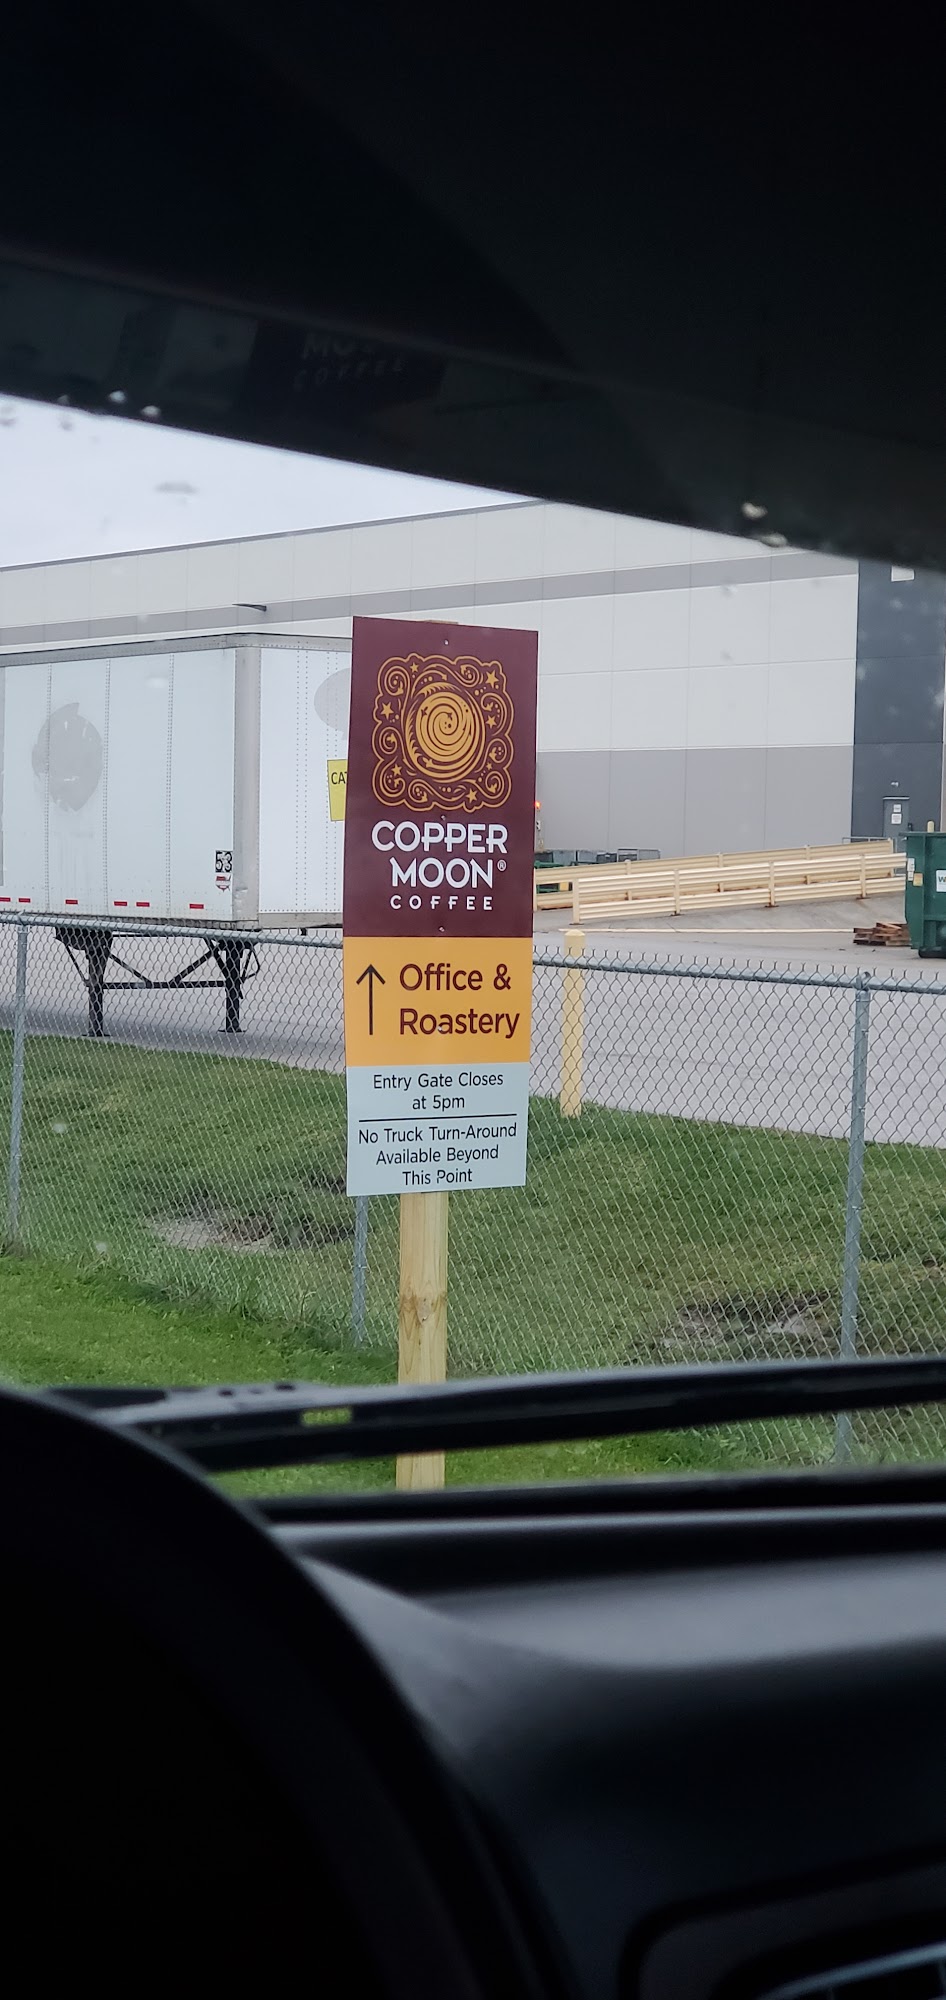 COPPER
MOON®
COFFEE
↑ Office &
Roastery
Entry Gate Closes
at 5pm
No Truck Turn-Around
Available Beyond
This Point
CAT
53